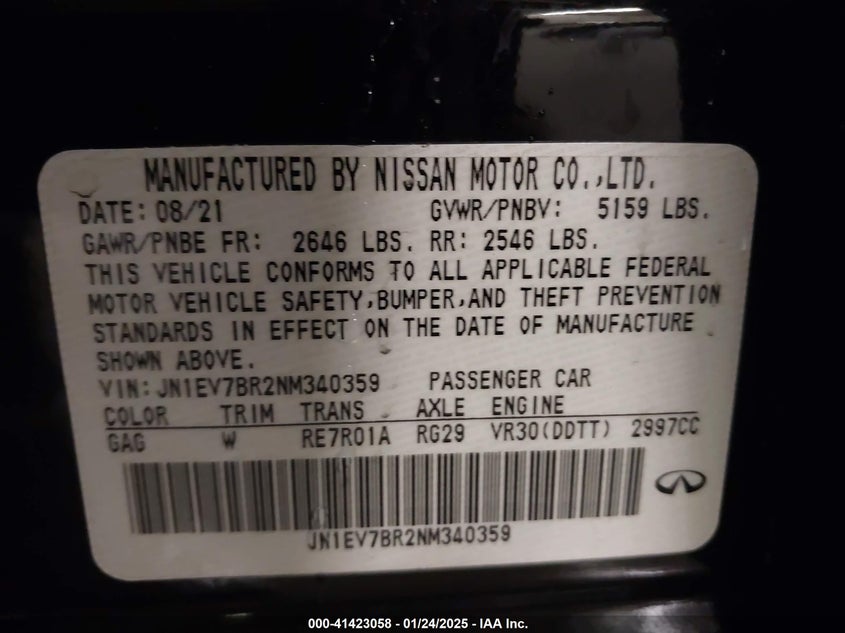 MANUFACTURED BY NISSAN MOTOR CO.,LTD.
DATE: 08/21 GVWR/PNBV: 5159 LBS.
GAWR/PNBE FR: 2646 LBS. RR: 2546 LBS.
THIS VEHICLE CONFORMS TO ALL APPLICABLE FEDERAL
MOTOR VEHICLE SAFETY,BUMPER,AND THEFT PREVENTION
STANDARDS IN EFFECT ON THE DATE OF MANUFACTURE
SHOWN ABOVE.
VIN:JN1EV7BR2NM340359 PASSENGER CAR
COLOR TRIM TRANS AXLE ENGINE
GAG W RE7R01A RG29 VR30(DDTT) 2997CC
JN1EV7BR2NM340359
000-41423058 - 01/24/2025 - IAA Inc.